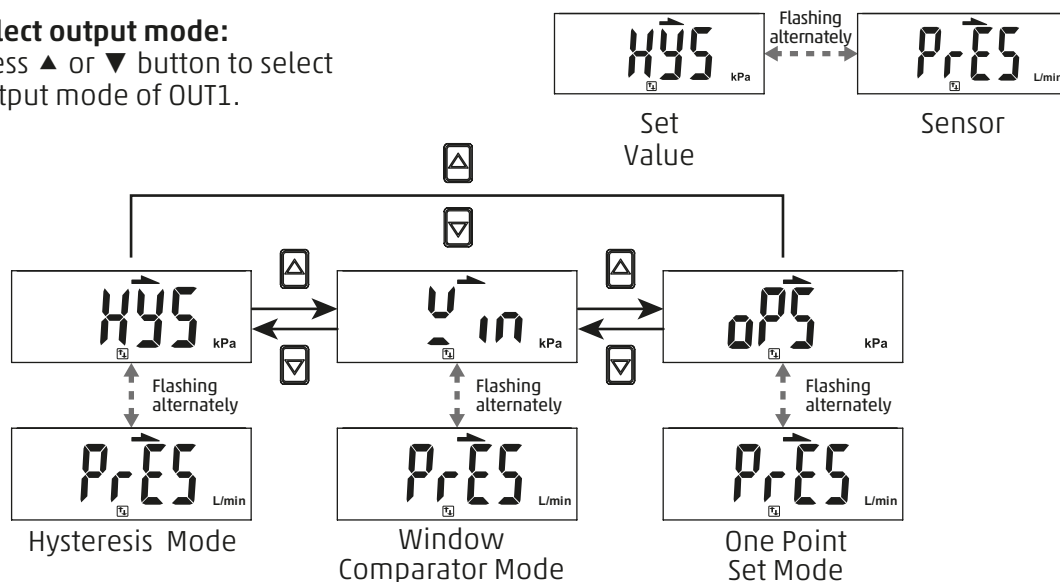 lect output mode:
ess ▲ or ▼ button to select
tput mode of OUT1.
HYS kPa
Flashing
alternately
PrES L/min
Set
Value
Sensor
HYS kPa
in kPa
oPS kPa
Flashing
alternately
Flashing
alternately
Flashing
alternately
PrES L/min
PrES L/min
PrES L/min
Hysteresis Mode
Window
Comparator Mode
One Point
Set Mode